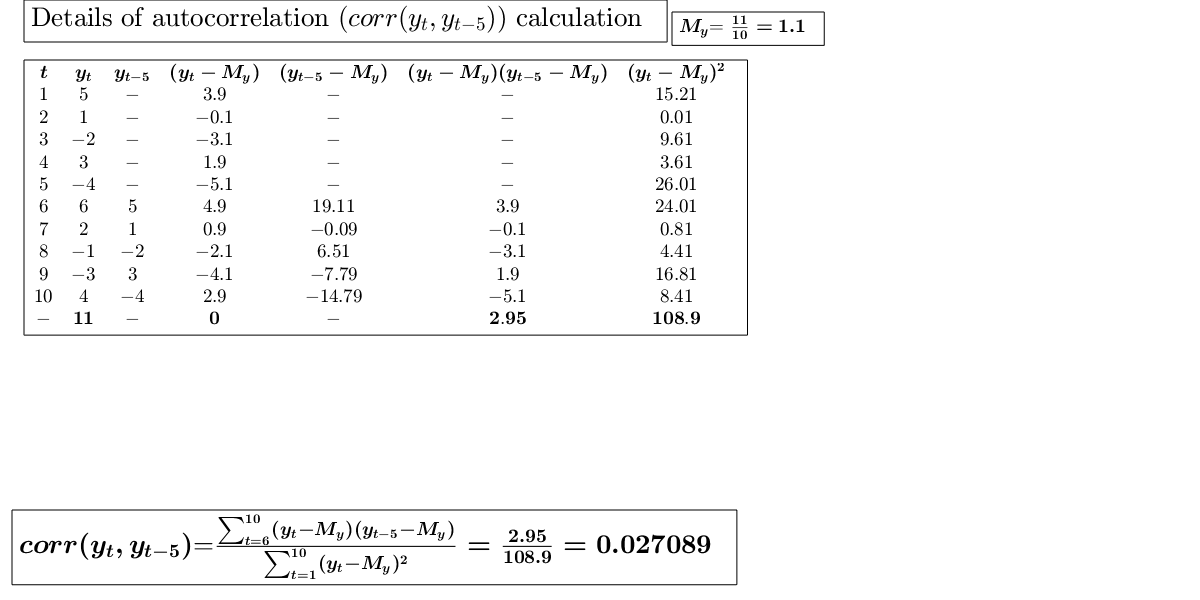 Details of autocorrelation (corr(y_t, y_{t−5})) calculation
M_y= 11/10 = 1.1
t y_t y_{t−5} (y_t − M_y) (y_{t−5} − M_y) (y_t − M_y)(y_{t−5} − M_y) (y_t − M_y)²
1 5 − 3.9 − − 15.21
2 1 − −0.1 − − 0.01
3 −2 − −3.1 − − 9.61
4 3 − 1.9 − − 3.61
5 −4 − −5.1 − − 26.01
6 6 5 4.9 19.11 3.9 24.01
7 2 1 0.9 −0.09 −0.1 0.81
8 −1 −2 −2.1 6.51 −3.1 4.41
9 −3 3 −4.1 −7.79 1.9 16.81
10 4 −4 2.9 −14.79 −5.1 8.41
− 11 − 0 − 2.95 108.9
corr(y_t, y_{t−5})= ∑_{t=6}^{10}(y_t−M_y)(y_{t−5}−M_y) / ∑_{t=1}^{10}(y_t−M_y)² = 2.95/108.9 = 0.027089